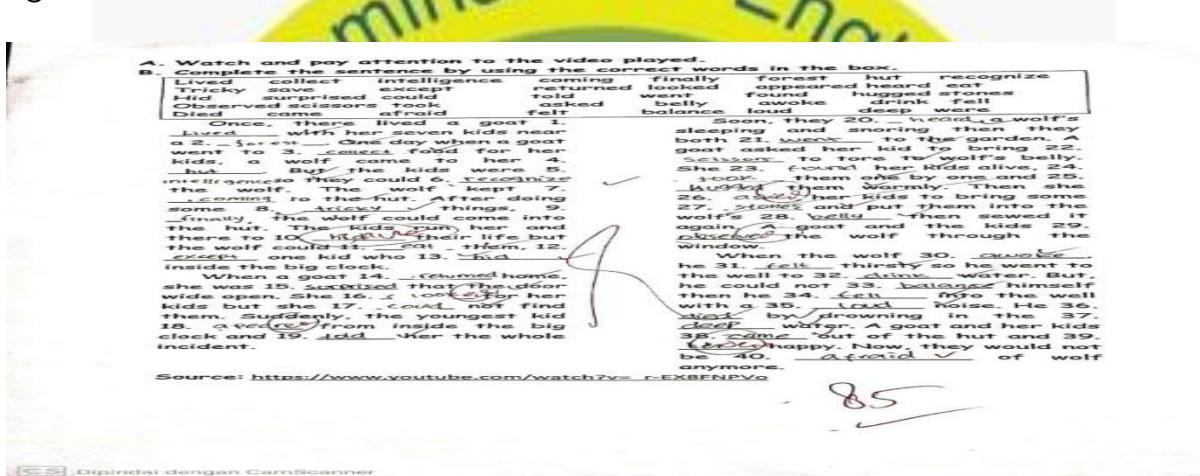 A. Watch and pay attention to the video played.
B. Complete the sentence by using the correct words in the box.
Lived collect intelligence coming finally forest hut recognize
Tricky save except returned looked appeared heard eat
Hid surprised could told went found hugged stones
Observed scissors took asked belly awoke drink fell
Died came afraid felt balance loud deep were
Once, there lived a goat 1.
Lived with her seven kids near
a 2. forest. One day when a goat
went to 3. collect food for her
kids, a wolf came to her 4.
hut. But the kids were 5.
intelligence so they could 6. recognize
the wolf. The wolf kept 7.
coming to the hut. After doing
some 8. tricky things, 9.
finally, the wolf could come into
the hut. The kids run her and
there to 10. their life but
the wolf could 11. eat them, 12.
except one kid who 13. hid
inside the big clock.
When a goat 14. returned home,
she was 15. surprised that the door
wide open. She 16. for her
kids but she 17. could not find
them. Suddenly, the youngest kid
18. from inside the big
clock and 19. her the whole
incident.
Soon, they 20. heard a wolf's
sleeping and snoring then they
both 21. went to the garden. A
goat asked her kid to bring 22.
scissors to tore to wolf's belly.
She 23. found her kids alive, 24.
took them one by one and 25.
them warmly. Then she
26. her kids to bring some
27. stones and put them into the
wolf's 28. belly then sewed it
again. A goat and the kids 29.
observed the wolf through the
window.
When the wolf 30. awoke,
he 31. felt thirsty so he went to
the well to 32. drink water. But,
he could not 33. balance himself
then he 34. fell into the well
with a 35. loud noise. He 36.
died by drowning in the 37.
deep water. A goat and her kids
38. came out of the hut and 39.
happy. Now, they would not
be 40. afraid of wolf
anymore.
Source: https://www.youtube.com/watch?v=_r-EX8FNPVo
85
CS Dipindai dengan CamScanner